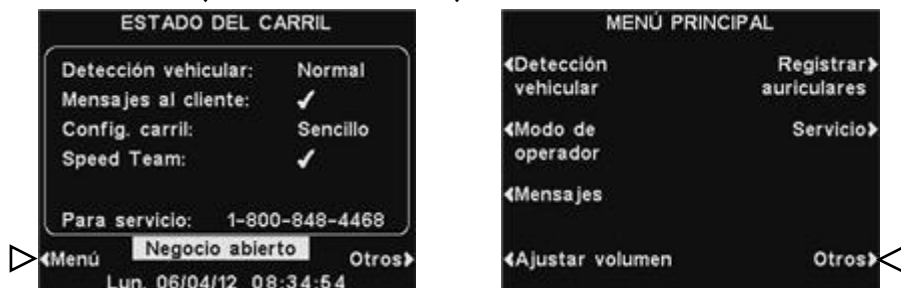 ESTADO DEL CARRIL
Detección vehicular: Normal
Mensajes al cliente: ✓
Config. carril: Sencillo
Speed Team: ✓
Para servicio: 1-800-848-4468
Negocio abierto
Menú Otros
Lun. 06/04/12 08:34:54
MENÚ PRINCIPAL
Detección vehicular
Registrar auriculares
Modo de operador
Servicio
Mensajes
Ajustar volumen
Otros